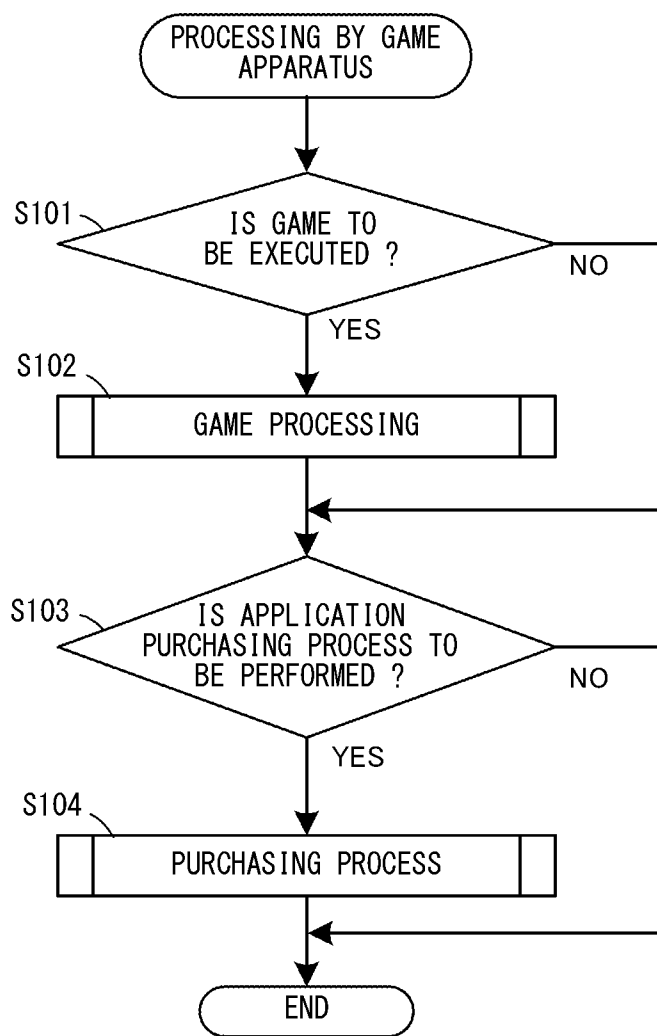 PROCESSING BY GAME
APPARATUS
S101
IS GAME TO
BE EXECUTED ?
NO
YES
S102
GAME PROCESSING
S103
IS APPLICATION
PURCHASING PROCESS TO
BE PERFORMED ?
NO
YES
S104
PURCHASING PROCESS
END